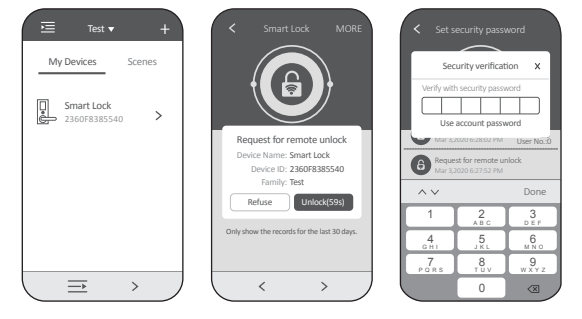 Test ▼ +
My Devices Scenes
Smart Lock
2360F8385540
Smart Lock MORE
Request for remote unlock
Device Name: Smart Lock
Device ID: 2360F8385540
Family: Test
Refuse Unlock(59s)
Only show the records for the last 30 days.
Set security password
Security verification X
Verify with security password
Use account password
Mar 3,2020 6:28:02 PM User No.:0
Request for remote unlock
Mar 3,2020 6:27:52 PM
Done
1 2 ABC 3 DEF
4 GHI 5 JKL 6 MNO
7 PQRS 8 TUV 9 WXYZ
0